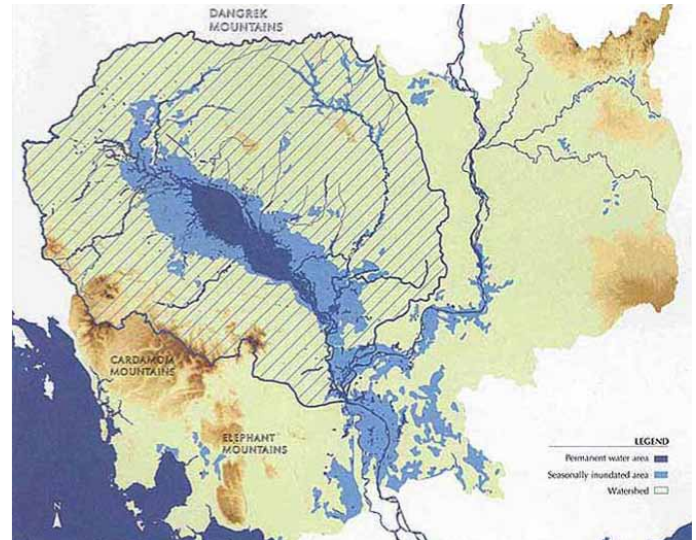 DANGREK
MOUNTAINS
CARDAMOM
MOUNTAINS
ELEPHANT
MOUNTAINS
N
LEGEND
Permanent water area
Seasonally inundated area
Watershed